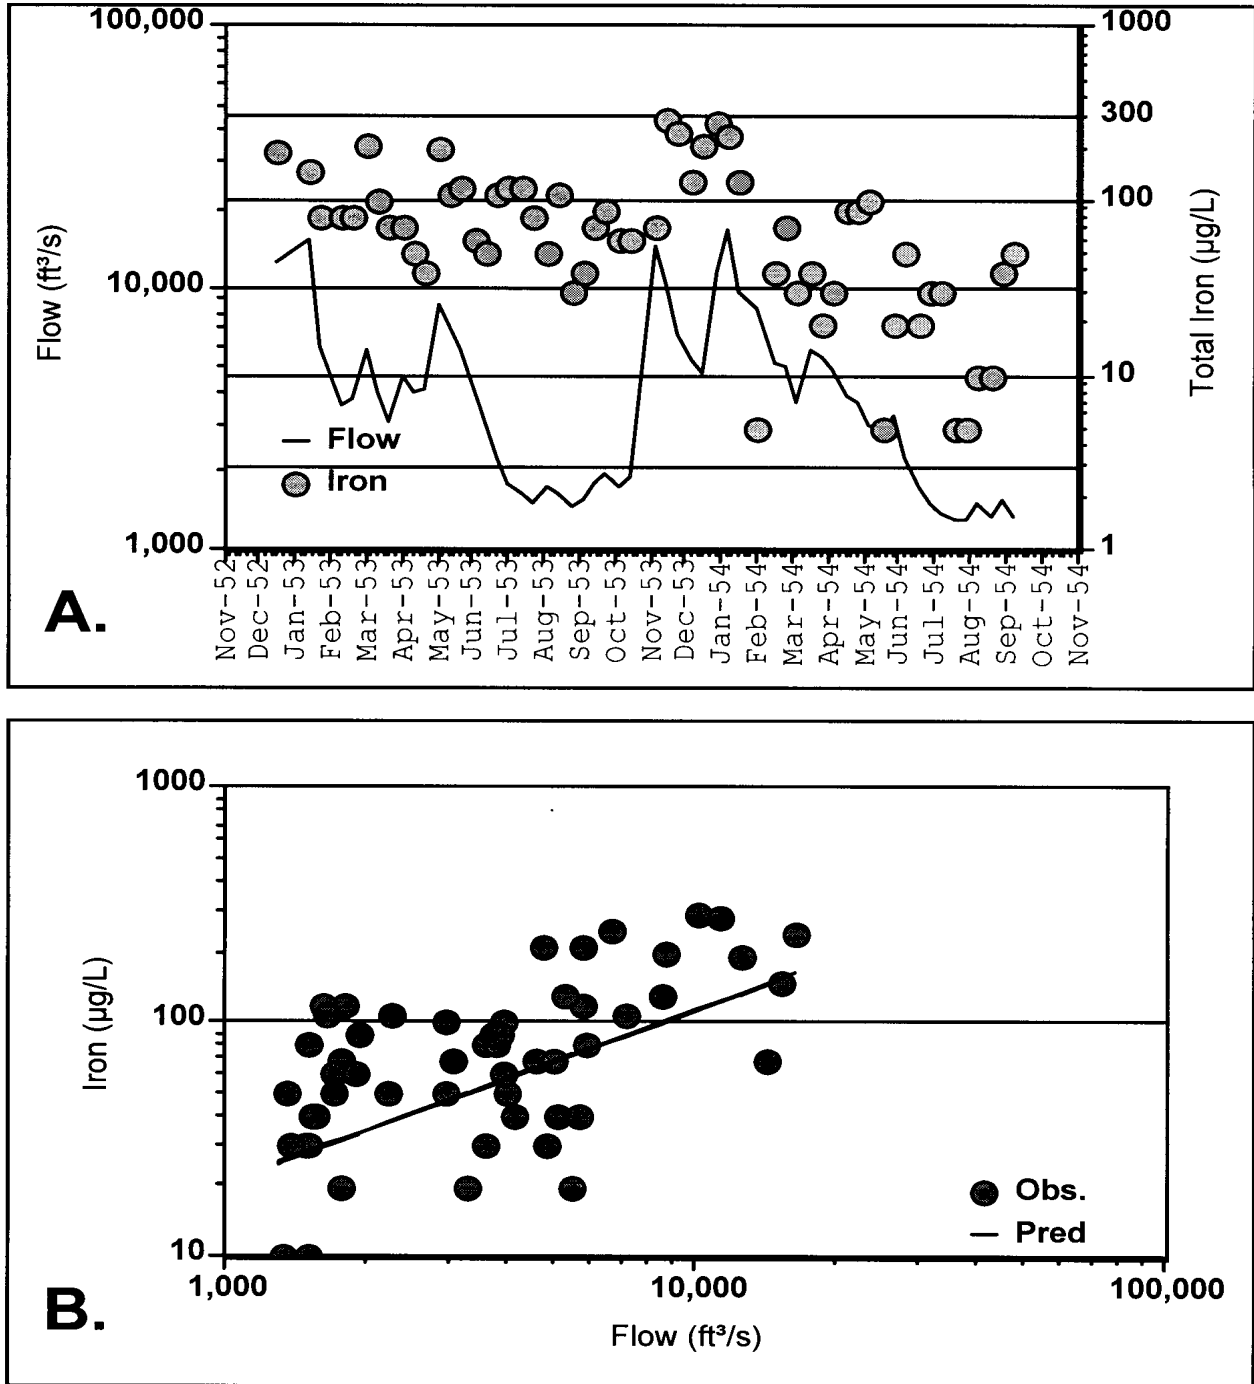 100,000
1000
300
100
10,000
10
1,000
1
Flow (ft³/s)
Total Iron (µg/L)
Flow
Iron
Nov-52
Dec-52
Jan-53
Feb-53
Mar-53
Apr-53
May-53
Jun-53
Jul-53
Aug-53
Sep-53
Oct-53
Nov-53
Dec-53
Jan-54
Feb-54
Mar-54
Apr-54
May-54
Jun-54
Jul-54
Aug-54
Sep-54
Oct-54
Nov-54
A.
1000
100
10
Iron (µg/L)
Obs.
Pred
1,000
10,000
100,000
Flow (ft³/s)
B.